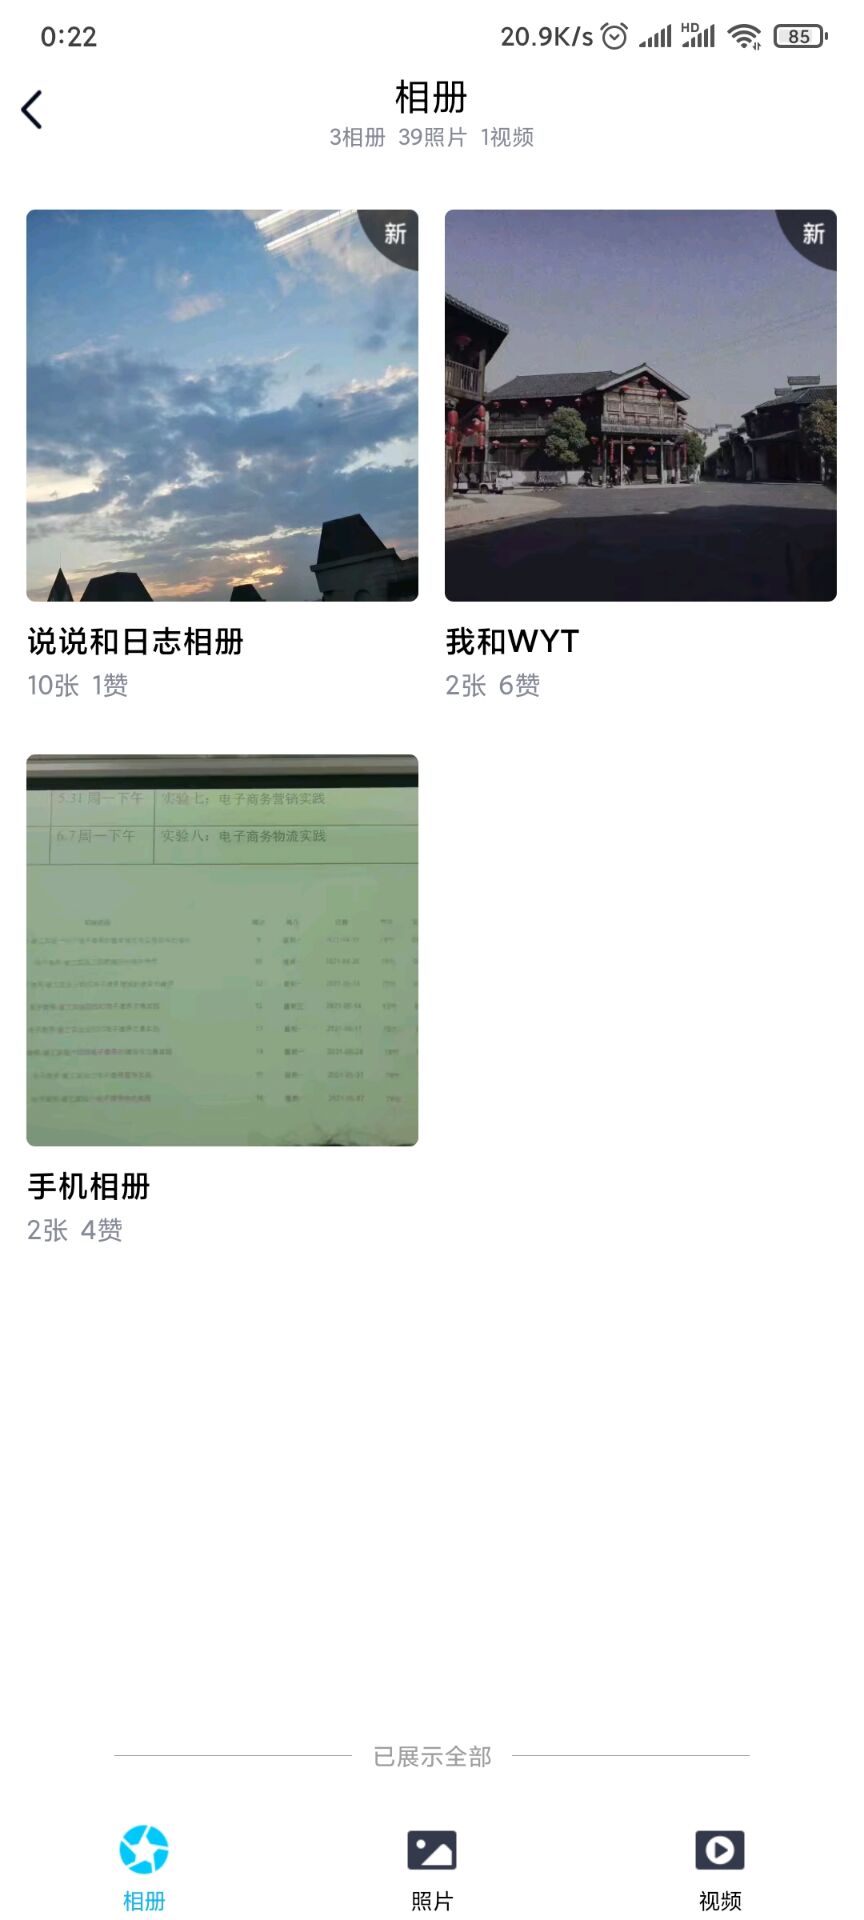 0:22
20.9K/s
HD
85
相册
3相册 39照片 1视频
新
新
说说和日志相册
10张 1赞
我和WYT
2张 6赞
5.31 周一下午 实验七：电子商务营销实践
6.7 周一下午 实验八：电子商务物流实践
手机相册
2张 4赞
已展示全部
相册
照片
视频